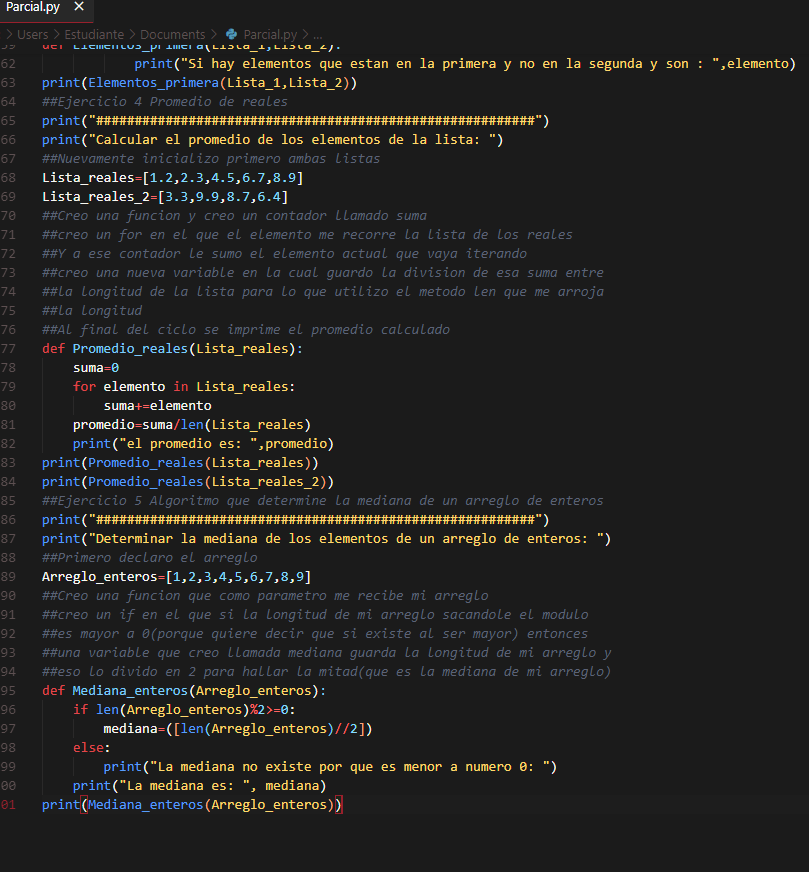 Parcial.py ×
> Users > Estudiante > Documents > Parcial.py > ...
59 def Elementos_primera(Lista_1,Lista_2):
62             print("Si hay elementos que estan en la primera y no en la segunda y son : ",elemento)
63 print(Elementos_primera(Lista_1,Lista_2))
64 ##Ejercicio 4 Promedio de reales
65 print("#########################################################")
66 print("Calcular el promedio de los elementos de la lista: ")
67 ##Nuevamente inicializo primero ambas listas
68 Lista_reales=[1.2,2.3,4.5,6.7,8.9]
69 Lista_reales_2=[3.3,9.9,8.7,6.4]
70 ##Creo una funcion y creo un contador llamado suma
71 ##creo un for en el que el elemento me recorre la lista de los reales
72 ##Y a ese contador le sumo el elemento actual que vaya iterando
73 ##creo una nueva variable en la cual guardo la division de esa suma entre
74 ##la longitud de la lista para lo que utilizo el metodo len que me arroja
75 ##la longitud
76 ##Al final del ciclo se imprime el promedio calculado
77 def Promedio_reales(Lista_reales):
78     suma=0
79     for elemento in Lista_reales:
80         suma+=elemento
81     promedio=suma/len(Lista_reales)
82     print("el promedio es: ",promedio)
83 print(Promedio_reales(Lista_reales))
84 print(Promedio_reales(Lista_reales_2))
85 ##Ejercicio 5 Algoritmo que determine la mediana de un arreglo de enteros
86 print("#########################################################")
87 print("Determinar la mediana de los elementos de un arreglo de enteros: ")
88 ##Primero declaro el arreglo
89 Arreglo_enteros=[1,2,3,4,5,6,7,8,9]
90 ##Creo una funcion que como parametro me recibe mi arreglo
91 ##creo un if en el que si la longitud de mi arreglo sacandole el modulo
92 ##es mayor a 0(porque quiere decir que si existe al ser mayor) entonces
93 ##una variable que creo llamada mediana guarda la longitud de mi arreglo y
94 ##eso lo divido en 2 para hallar la mitad(que es la mediana de mi arreglo)
95 def Mediana_enteros(Arreglo_enteros):
96     if len(Arreglo_enteros)%2>=0:
97         mediana=([len(Arreglo_enteros)//2])
98     else:
99         print("La mediana no existe por que es menor a numero 0: ")
00     print("La mediana es: ", mediana)
01 print(Mediana_enteros(Arreglo_enteros))